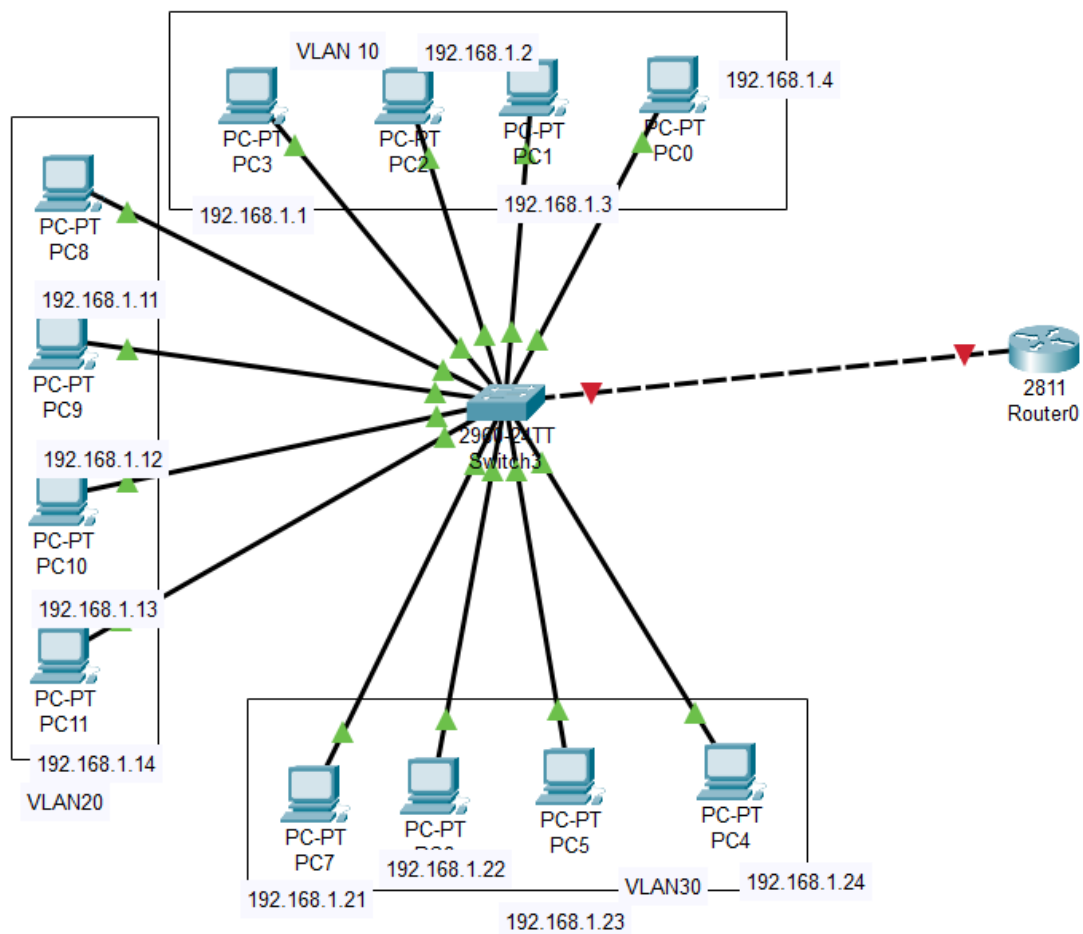 VLAN 10
192.168.1.2
192.168.1.4
PC-PT
PC3
PC-PT
PC2
PC-PT
PC1
PC-PT
PC0
192.168.1.1
192.168.1.3
PC-PT
PC8
192.168.1.11
PC-PT
PC9
192.168.1.12
PC-PT
PC10
192.168.1.13
PC-PT
PC11
192.168.1.14
VLAN20
2960-24TT
Switch3
2811
Router0
PC-PT
PC7
192.168.1.21
PC-PT
192.168.1.22
PC-PT
PC5
192.168.1.23
PC-PT
PC4
VLAN30
192.168.1.24